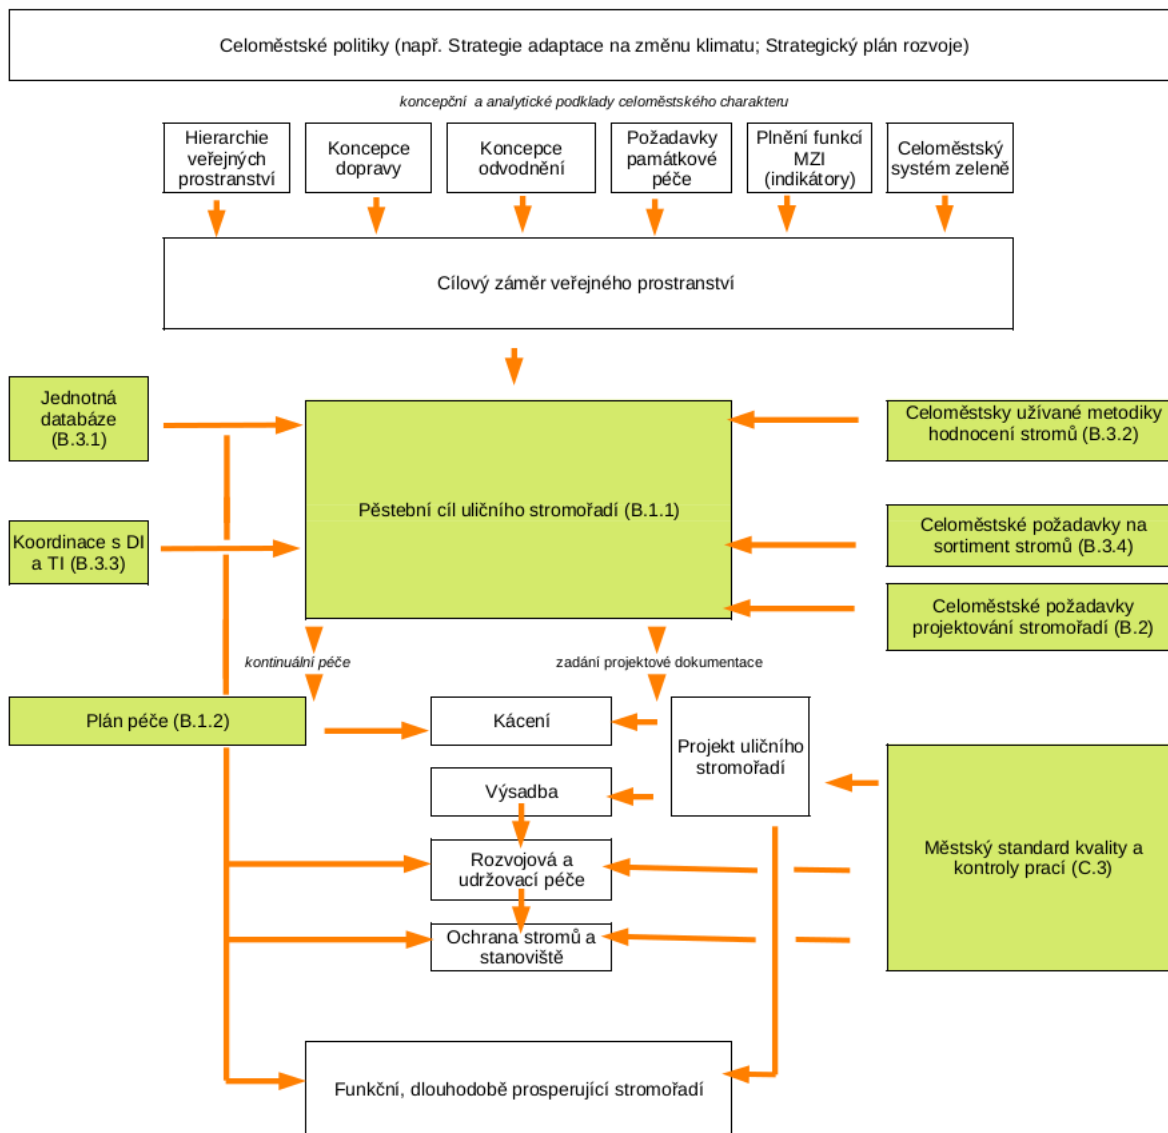 Celoměstské politiky (např. Strategie adaptace na změnu klimatu; Strategický plán rozvoje)
koncepční a analytické podklady celoměstského charakteru
Hierarchie
veřejných
prostranství
Koncepce
dopravy
Koncepce
odvodnění
Požadavky
památkové
péče
Plnění funkcí
MZI
(indikátory)
Celoměstský
systém zeleně
Cílový záměr veřejného prostranství
Jednotná
databáze
(B.3.1)
Celoměstsky užívané metodiky
hodnocení stromů (B.3.2)
Pěstební cíl uličního stromořadí (B.1.1)
Koordinace s DI
a TI (B.3.3)
Celoměstské požadavky na
sortiment stromů (B.3.4)
Celoměstské požadavky
projektování stromořadí (B.2)
kontinuální péče
zadání projektové dokumentace
Plán péče (B.1.2)
Kácení
Projekt uličního
stromořadí
Výsadba
Městský standard kvality a
kontroly prací (C.3)
Rozvojová a
udržovací péče
Ochrana stromů a
stanoviště
Funkční, dlouhodobě prosperující stromořadí